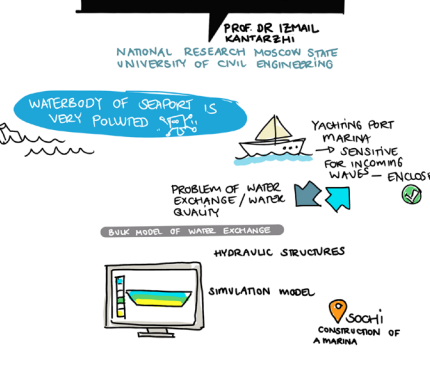 PROF. DR IZMAIL
KANTARZHI
NATIONAL RESEARCH MOSCOW STATE
UNIVERSITY OF CIVIL ENGINEERING
WATERBODY OF SEAPORT IS
VERY POLLUTED
YACHTING PORT
MARINA
→ SENSITIVE
FOR INCOMING
WAVES — ENCLOSE
PROBLEM OF WATER
EXCHANGE / WATER
QUALITY
BULK MODEL OF WATER EXCHANGE
HYDRAULIC STRUCTURES
SIMULATION MODEL
SOCHI
CONSTRUCTION OF
A MARINA